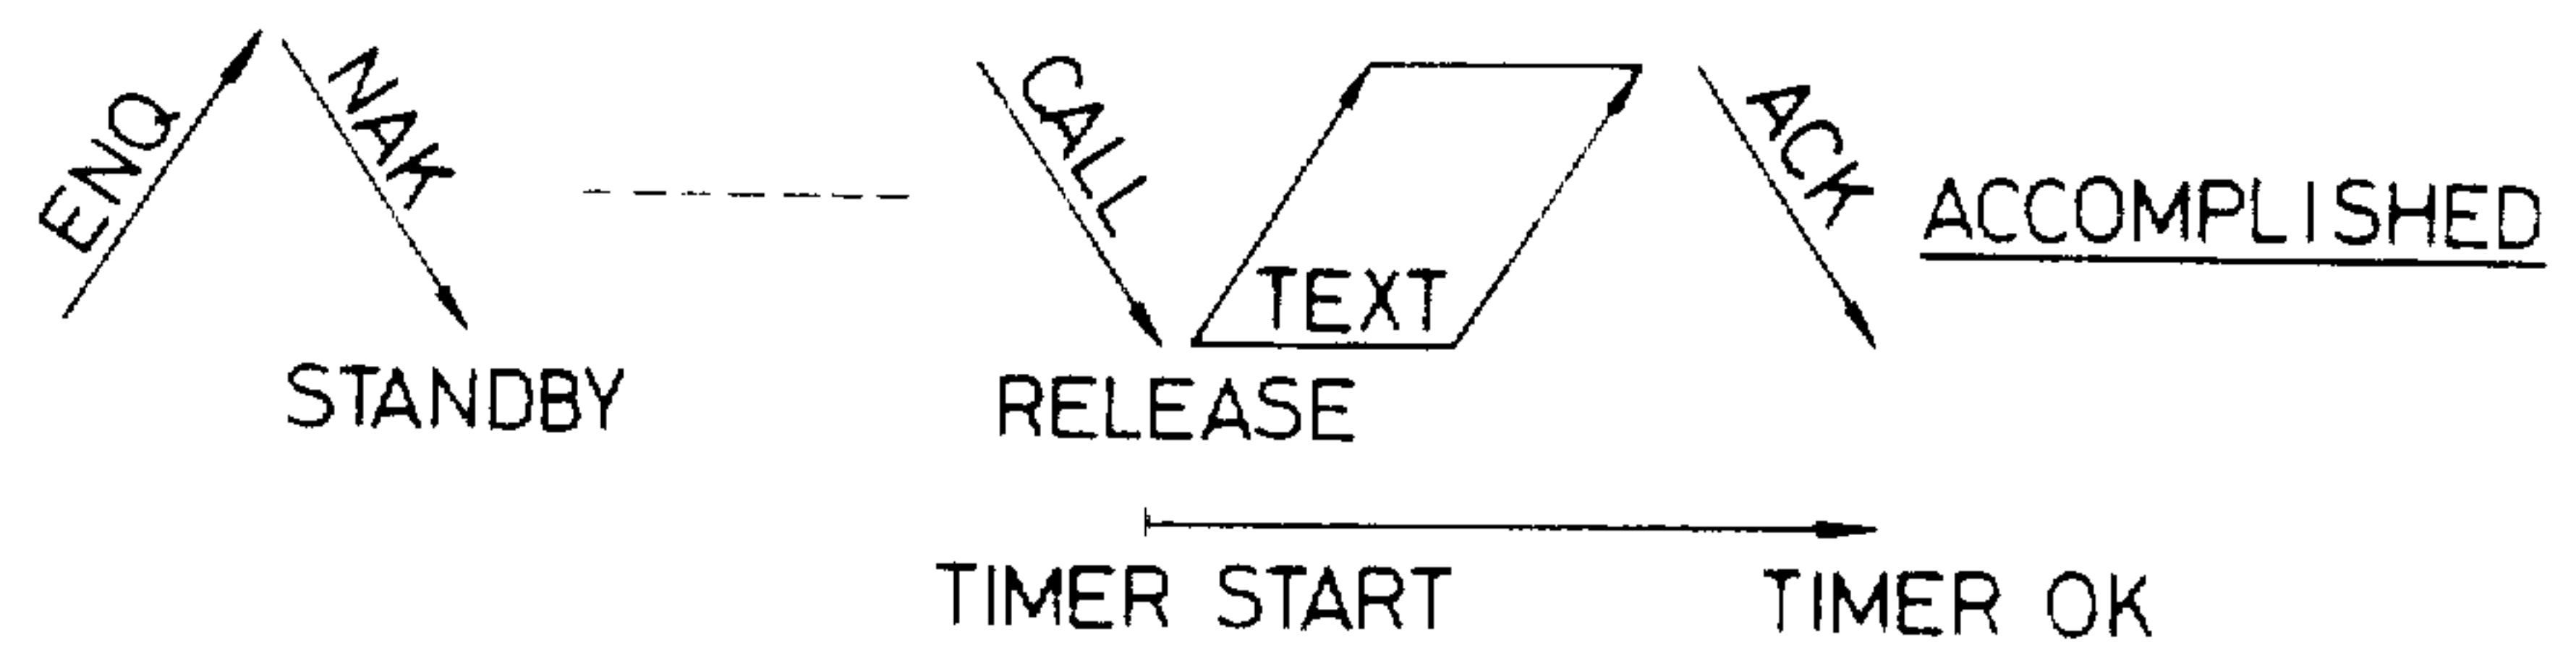 ENQ
NAK
STANDBY
CALL
RELEASE
TEXT
ACK
ACCOMPLISHED
TIMER START
TIMER OK